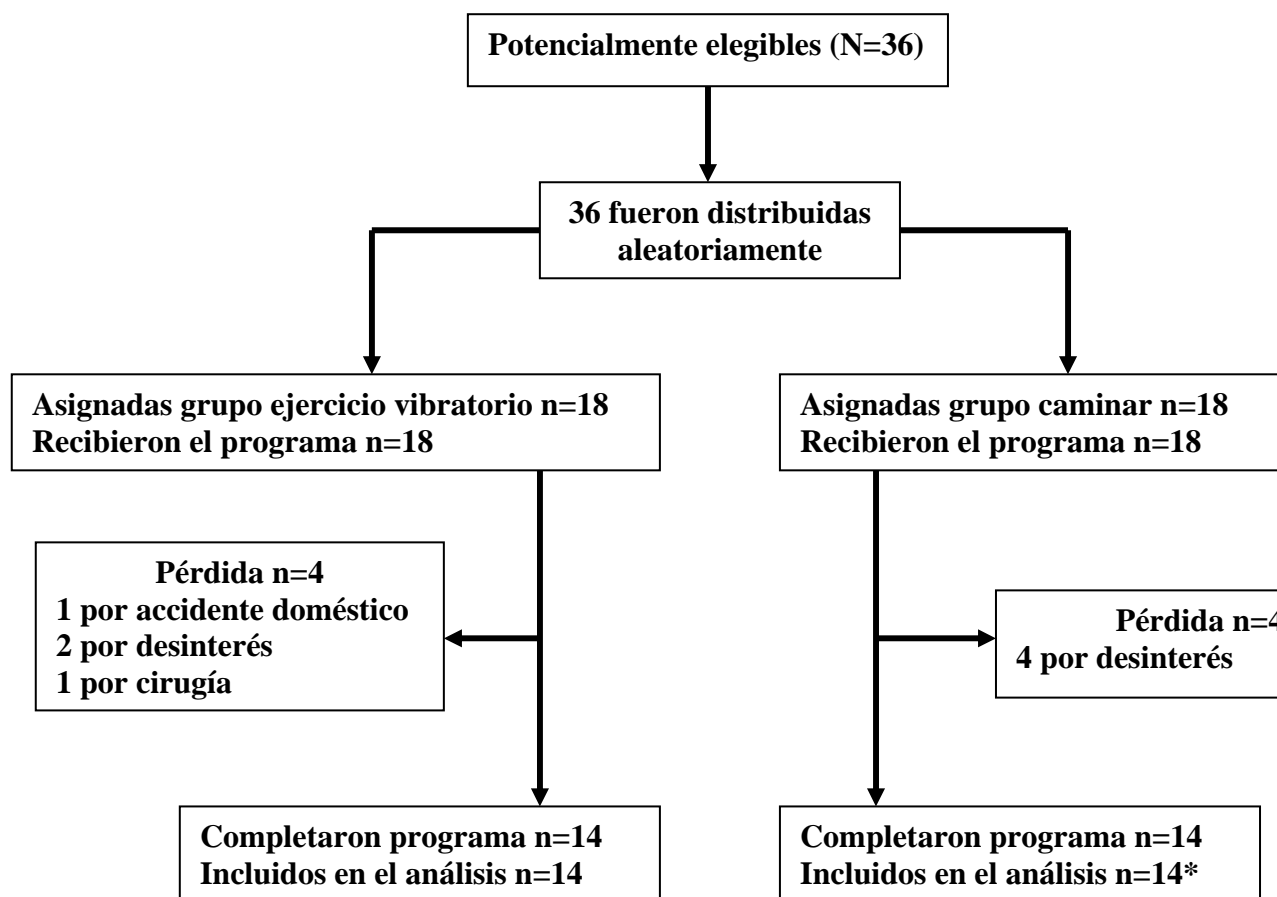 Potencialmente elegibles (N=36)
36 fueron distribuidas
aleatoriamente
Asignadas grupo ejercicio vibratorio n=18
Recibieron el programa n=18
Asignadas grupo caminar n=18
Recibieron el programa n=18
Pérdida n=4
1 por accidente doméstico
2 por desinterés
1 por cirugía
Pérdida n=4
4 por desinterés
Completaron programa n=14
Incluidos en el análisis n=14
Completaron programa n=14
Incluidos en el análisis n=14*